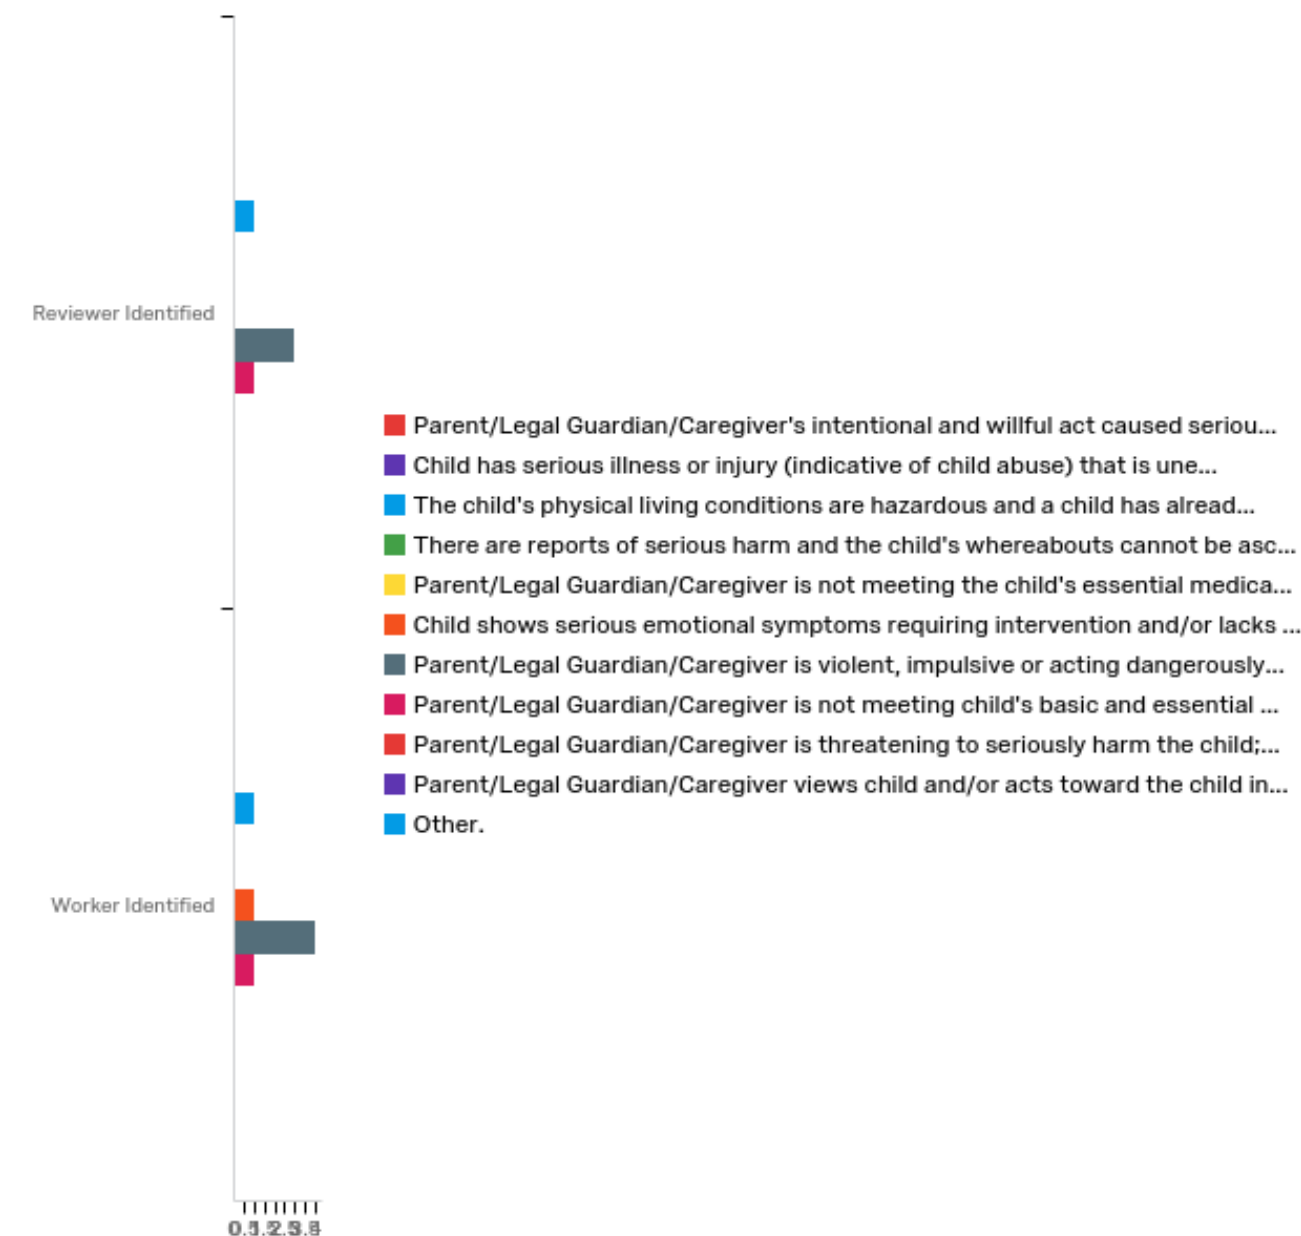 Reviewer Identified
Parent/Legal Guardian/Caregiver's intentional and willful act caused seriou...
Child has serious illness or injury (indicative of child abuse) that is une...
The child's physical living conditions are hazardous and a child has alread...
There are reports of serious harm and the child's whereabouts cannot be asc...
Parent/Legal Guardian/Caregiver is not meeting the child's essential medica...
Child shows serious emotional symptoms requiring intervention and/or lacks ...
Parent/Legal Guardian/Caregiver is violent, impulsive or acting dangerously...
Parent/Legal Guardian/Caregiver is not meeting child's basic and essential ...
Parent/Legal Guardian/Caregiver is threatening to seriously harm the child;...
Parent/Legal Guardian/Caregiver views child and/or acts toward the child in...
Other.
Worker Identified